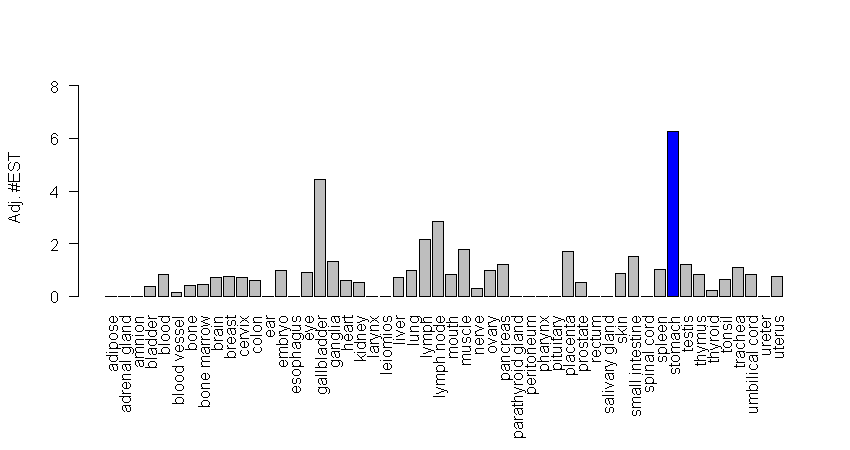 Adj. #EST
8
6
4
2
0
adipose
adrenal gland
amnion
bladder
blood
blood vessel
bone
bone marrow
brain
breast
cervix
colon
ear
embryo
esophagus
eye
gallbladder
ganglia
heart
kidney
larynx
leiomios
liver
lung
lymph
lymph node
mouth
muscle
nerve
ovary
pancreas
parathyroid gland
peritoneum
pharynx
pituitary
placenta
prostate
rectum
salivary gland
skin
small intestine
spinal cord
spleen
stomach
testis
thymus
thyroid
tonsil
trachea
umbilical cord
ureter
uterus